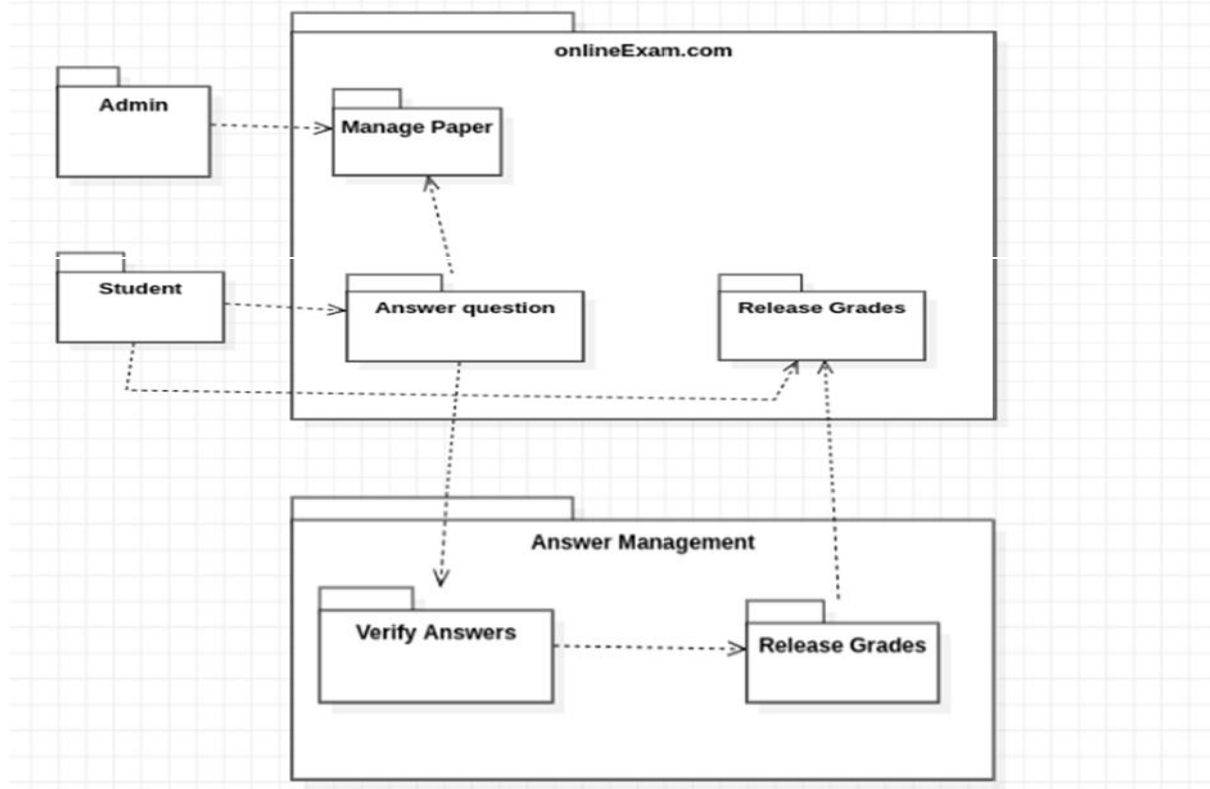 onlineExam.com
Admin
Manage Paper
Student
Answer question
Release Grades
Answer Management
Verify Answers
Release Grades